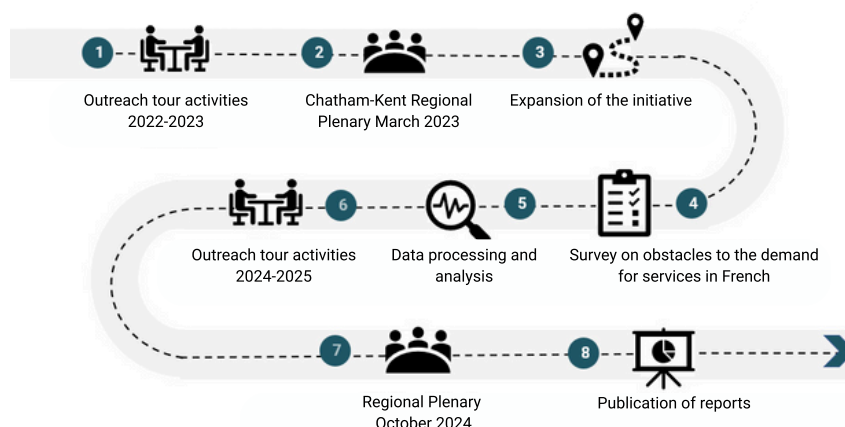 1
2
3
Outreach tour activities
2022-2023
Chatham-Kent Regional
Plenary March 2023
Expansion of the initiative
6
5
4
Outreach tour activities
2024-2025
Data processing and
analysis
Survey on obstacles to the demand
for services in French
7
8
Regional Plenary
October 2024
Publication of reports